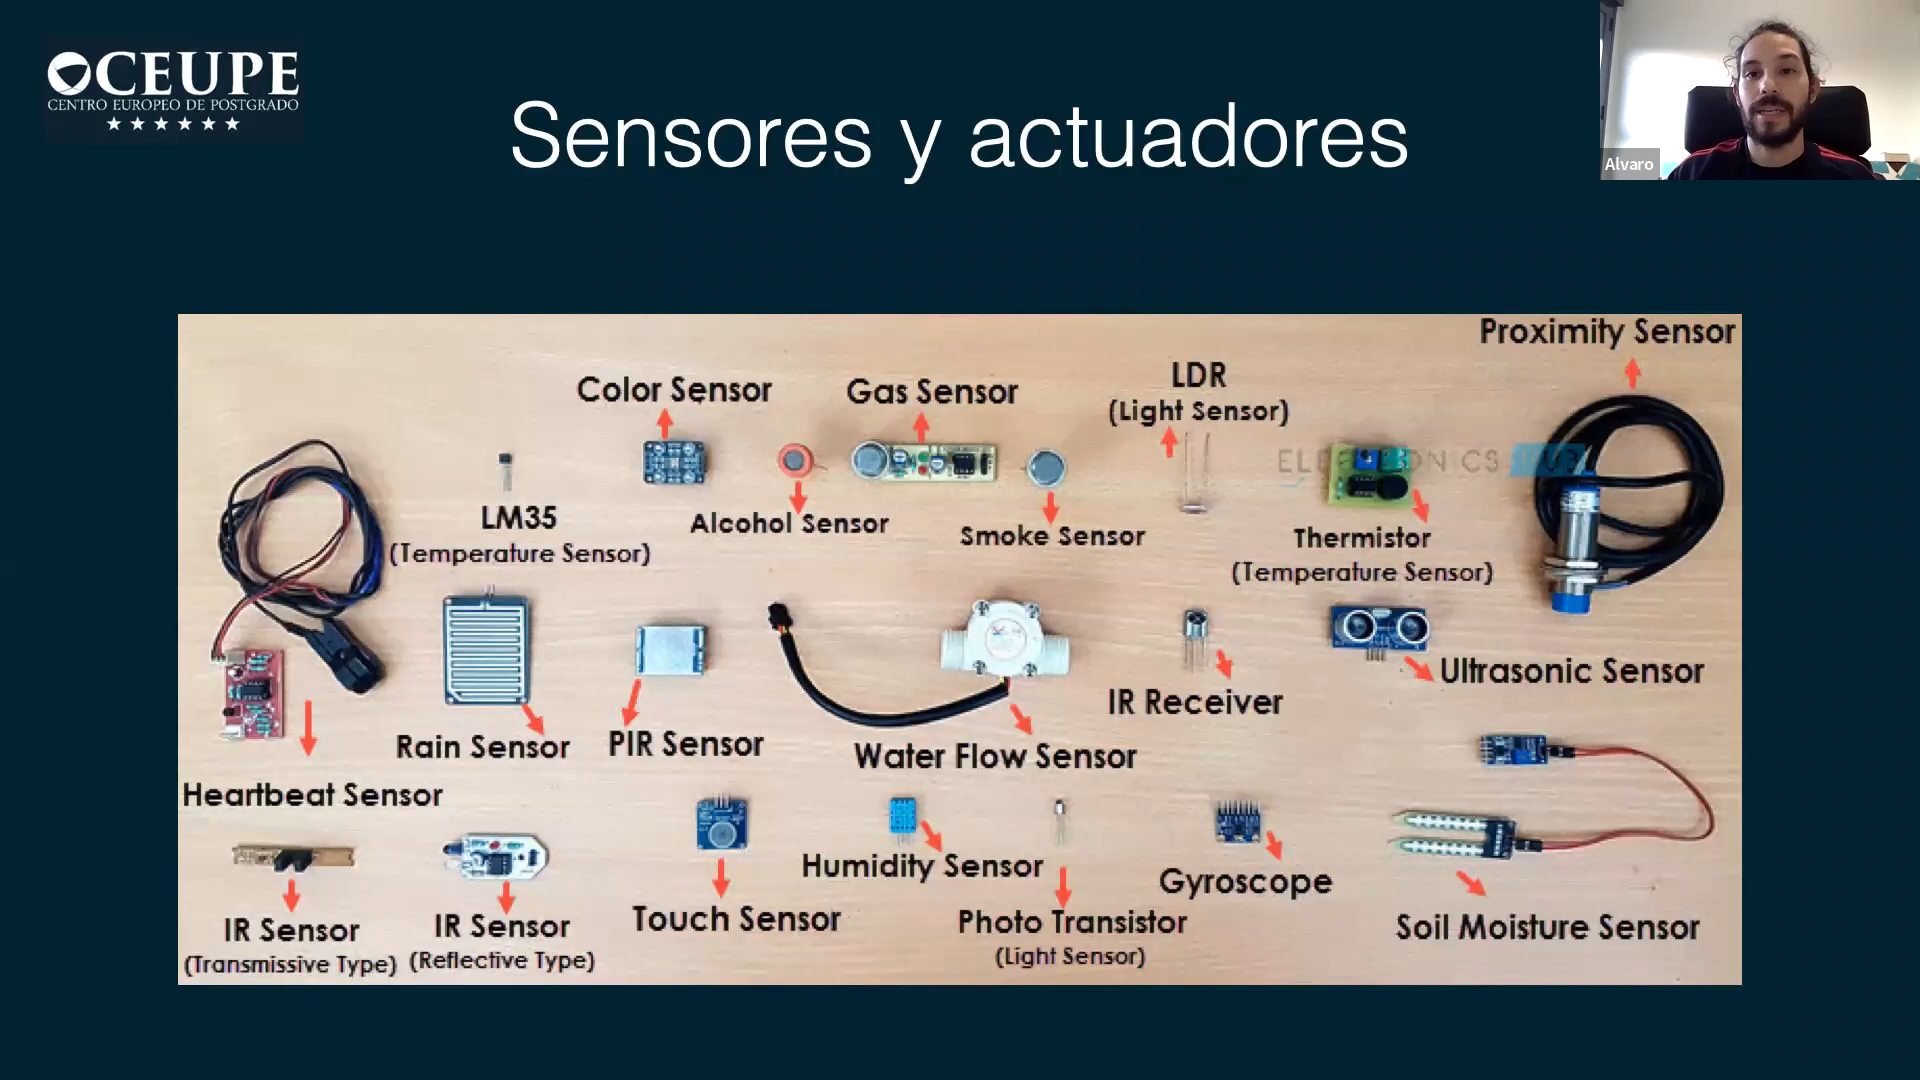 CEUPE
CENTRO EUROPEO DE POSTGRADO
Sensores y actuadores
Alvaro
Proximity Sensor
Color Sensor
Gas Sensor
LDR
(Light Sensor)
LM35
(Temperature Sensor)
Alcohol Sensor
Smoke Sensor
Thermistor
(Temperature Sensor)
Rain Sensor
PIR Sensor
Water Flow Sensor
IR Receiver
Ultrasonic Sensor
Heartbeat Sensor
IR Sensor
(Transmissive Type)
IR Sensor
(Reflective Type)
Touch Sensor
Humidity Sensor
Photo Transistor
(Light Sensor)
Gyroscope
Soil Moisture Sensor